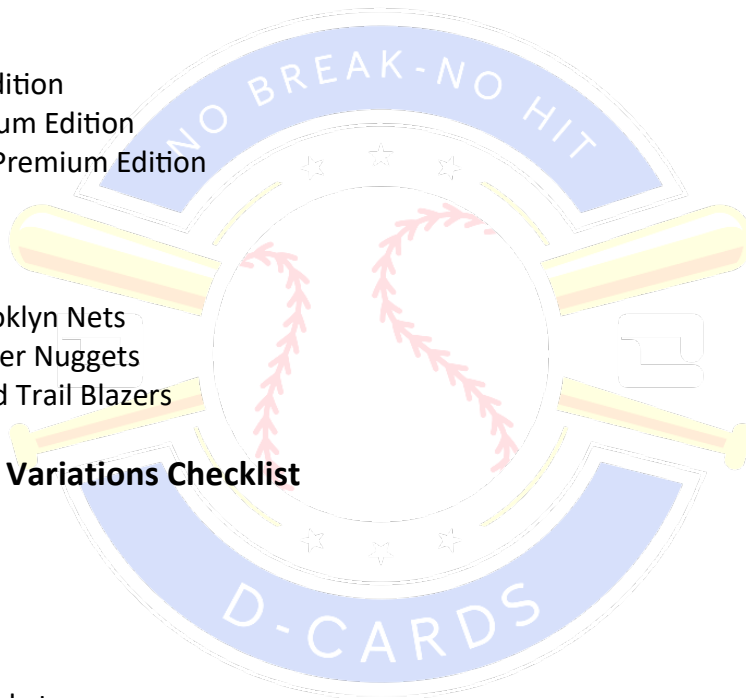 NO BREAK-NO HIT
dition
um Edition
Premium Edition
oklyn Nets
er Nuggets
d Trail Blazers
Variations Checklist
D-CARDS